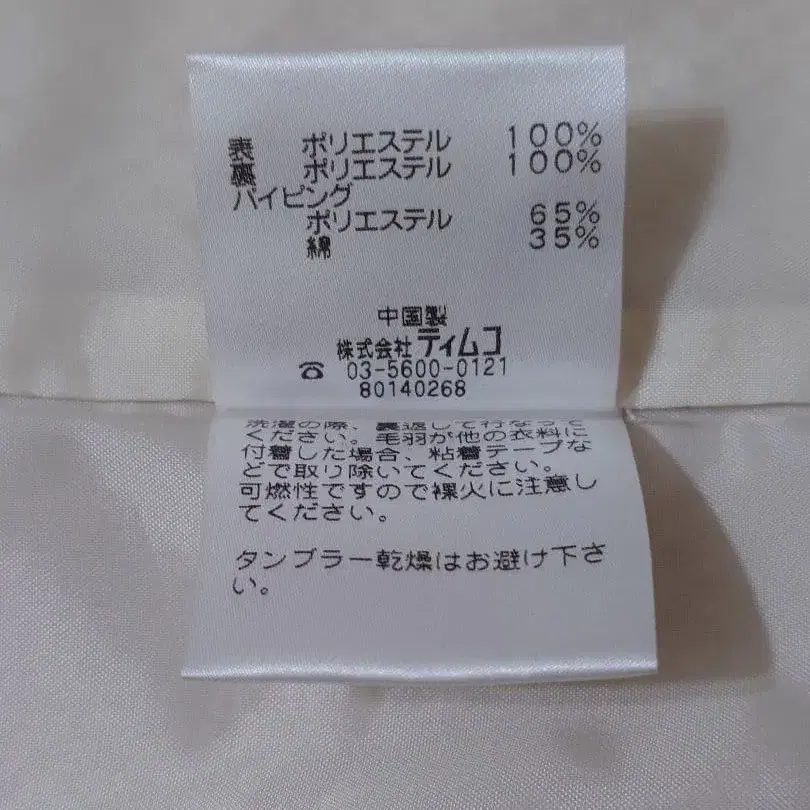 表 ポリエステル 100%
裏 ポリエステル 100%
パイピング
ポリエステル 65%
綿 35%
中国製
株式会社 ティムコ
☎ 03-5600-0121
80140268
洗濯の際、裏返して行なって
ください。毛羽が他の衣料に
付着した場合、粘着テープな
どで取り除いてください。
可燃性ですので裸火に注意し
てください。
タンブラー乾燥はお避け下さ
い。